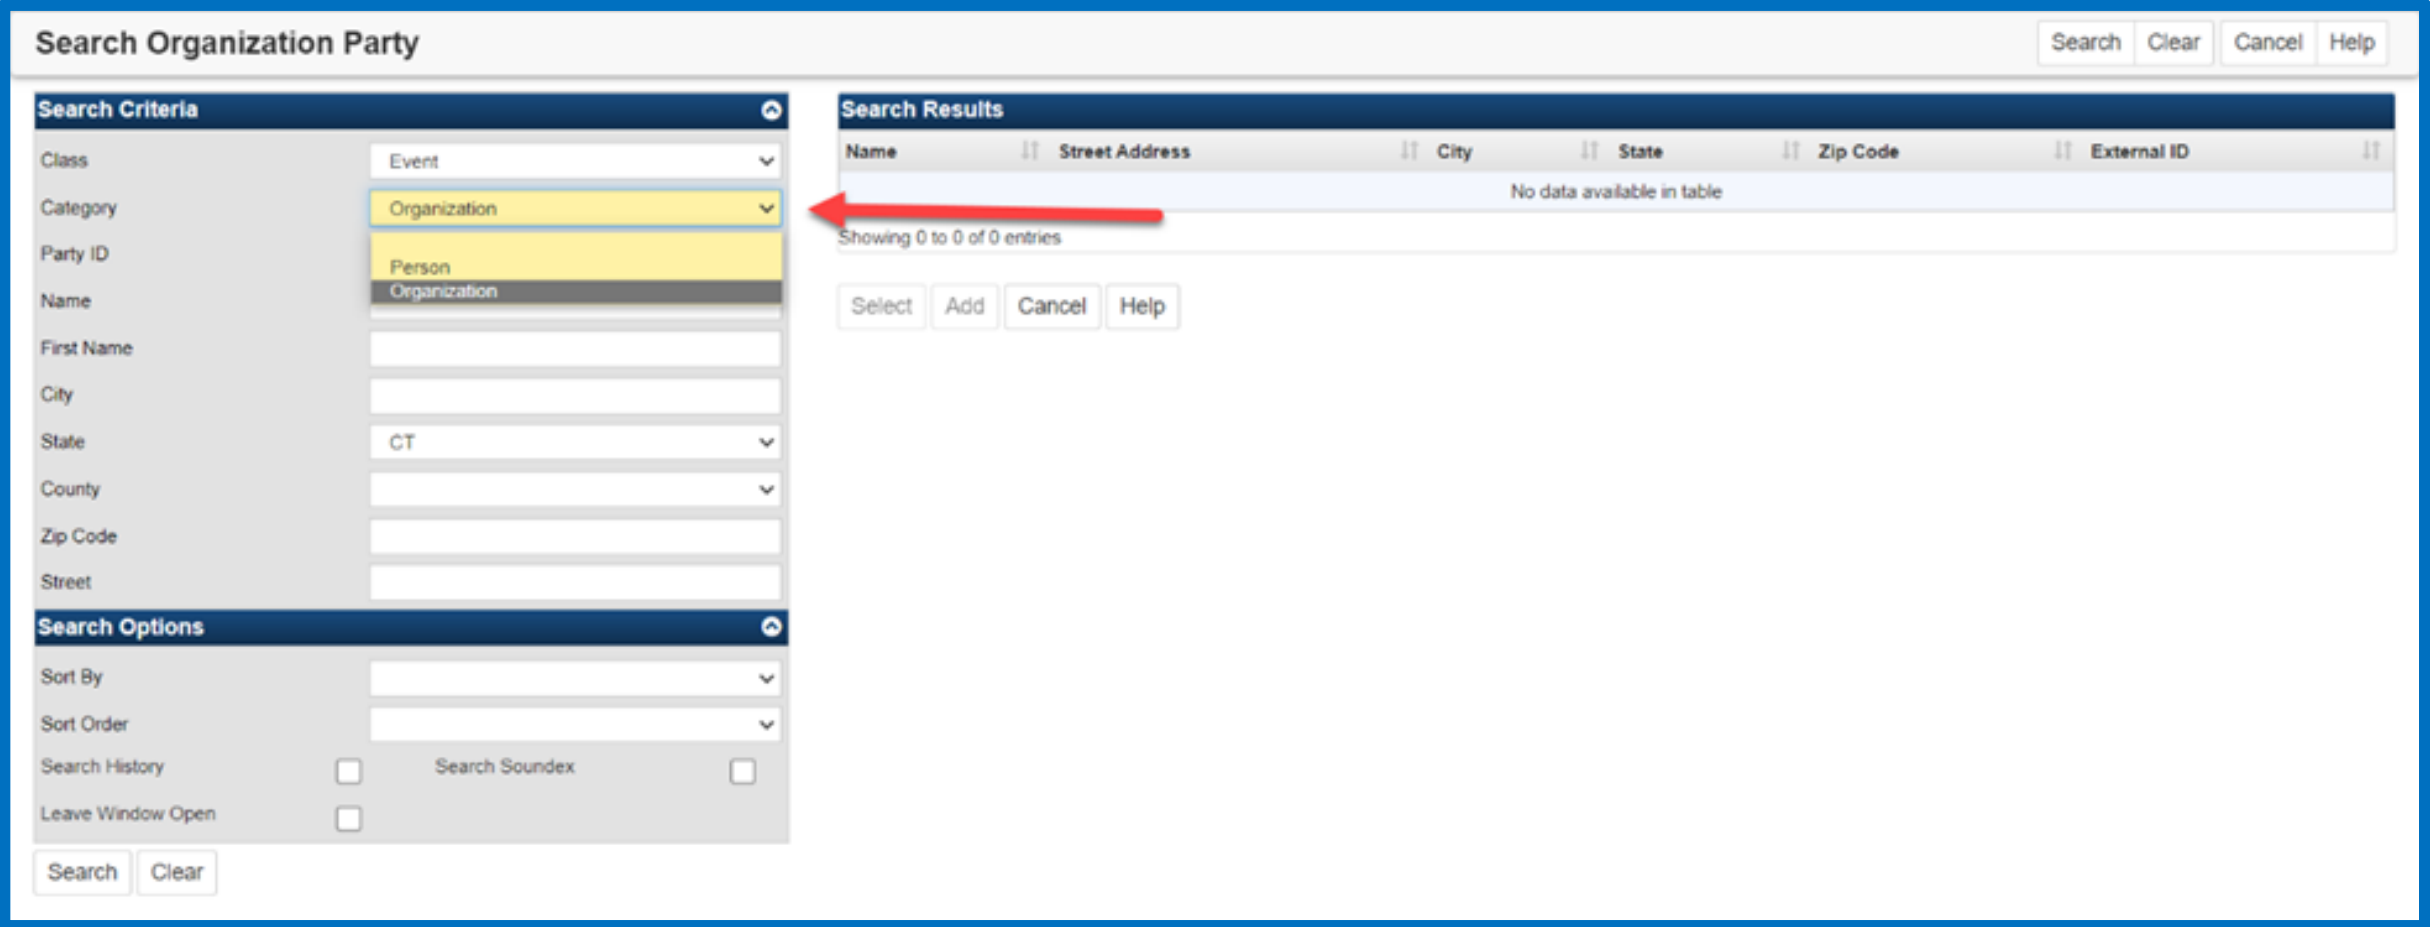 Search Organization Party
Search Clear Cancel Help
Search Criteria
Class Event
Category Organization
Party ID
Person
Organization
Name
First Name
City
State CT
County
Zip Code
Street
Search Options
Sort By
Sort Order
Search History Search Soundex
Leave Window Open
Search Clear
Search Results
Name Street Address City State Zip Code External ID
No data available in table
Showing 0 to 0 of 0 entries
Select Add Cancel Help